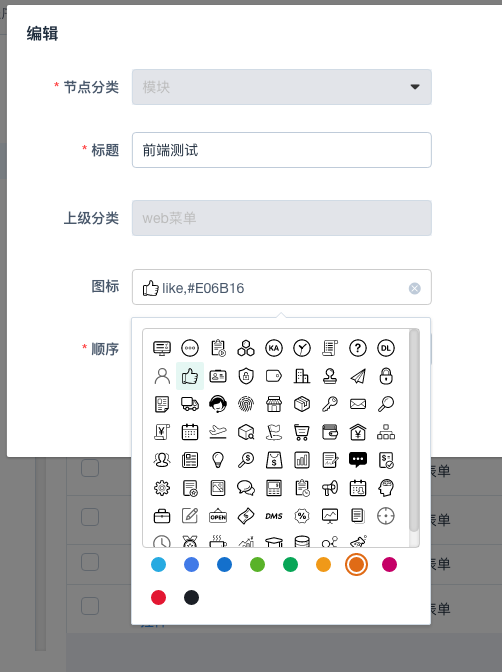 编辑
* 节点分类 模块
* 标题 前端测试
上级分类 web菜单
图标 like,#E06B16
* 顺序
KA ? DL
OPEN DMS
表单
表单
表单
表单